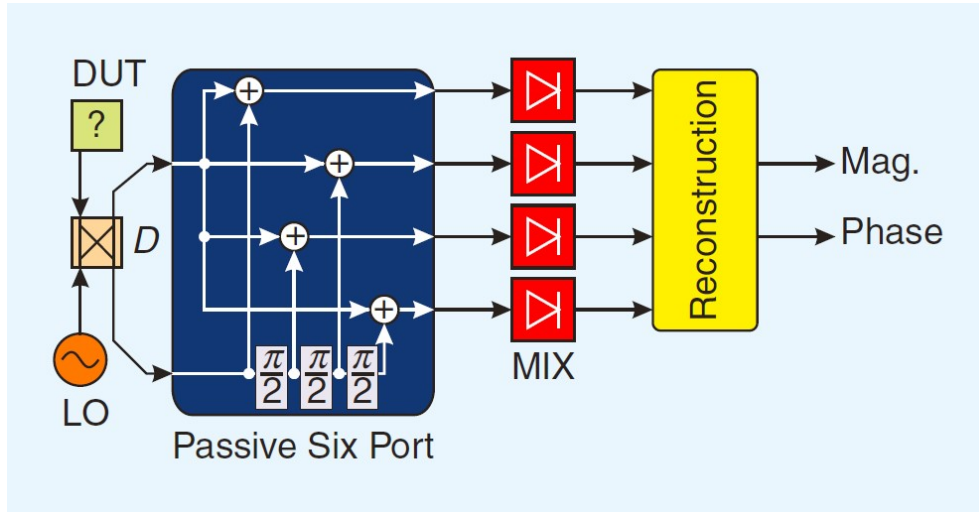 DUT
?
D
LO
π/2 π/2 π/2
Passive Six Port
MIX
Reconstruction
Mag.
Phase